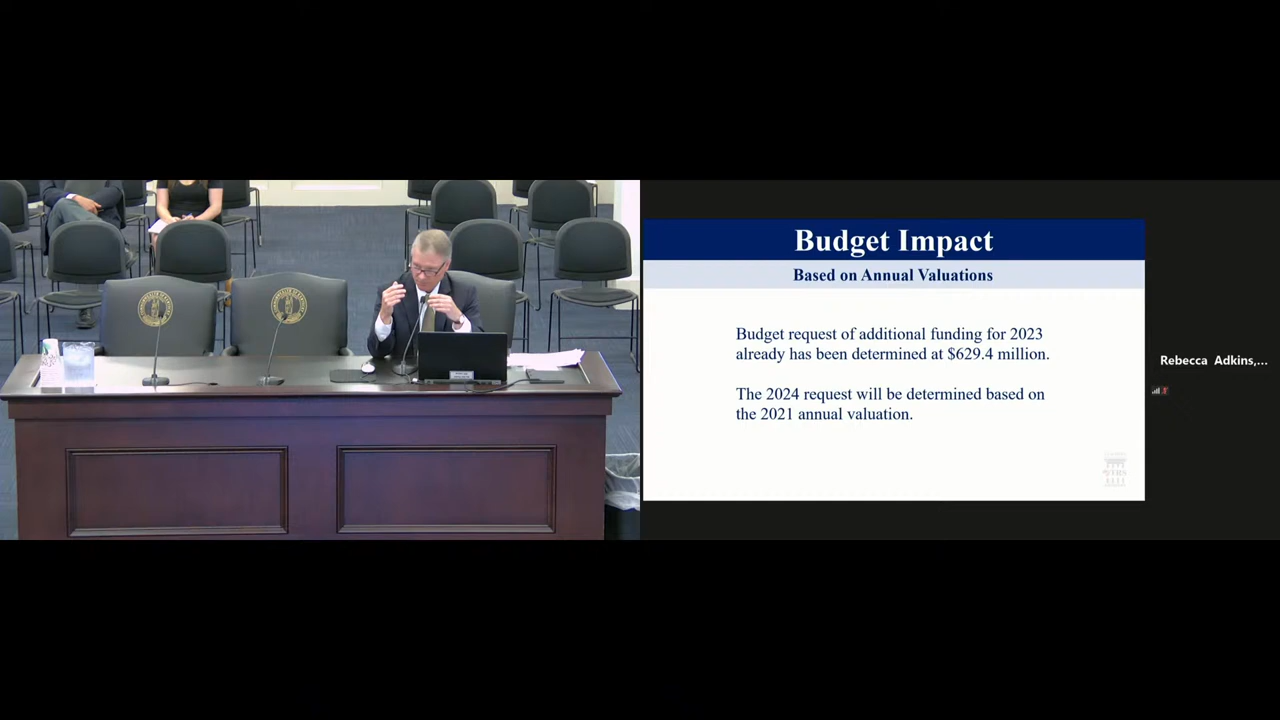 Budget Impact
Based on Annual Valuations
Budget request of additional funding for 2023
already has been determined at $629.4 million.
The 2024 request will be determined based on
the 2021 annual valuation.
TRS
Rebecca Adkins,...